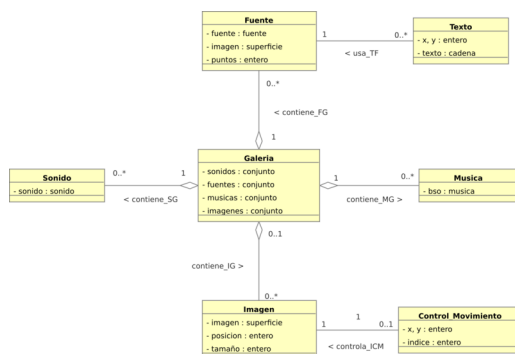 Fuente
- fuente : fuente
- imagen : superficie
- puntos : entero
1
0..*
< usa_TF
Texto
- x, y : entero
- texto : cadena
0..*
< contiene_FG
1
Galeria
- sonidos : conjunto
- fuentes : conjunto
- musicas : conjunto
- imagenes : conjunto
Sonido
- sonido : sonido
0..*
1
< contiene_SG
1
0..*
contiene_MG >
Musica
- bso : musica
0..1
contiene_IG >
0..*
Imagen
- imagen : superficie
- posicion : entero
- tamaño : entero
1
1
0..1
< controla_ICM
Control_Movimiento
- x, y : entero
- indice : entero